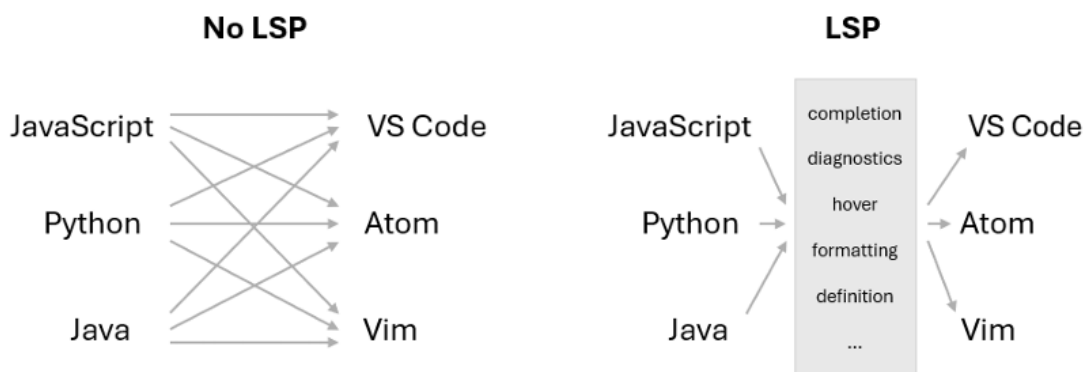 No LSP
JavaScript
Python
Java
VS Code
Atom
Vim
LSP
JavaScript
Python
Java
completion
diagnostics
hover
formatting
definition
...
VS Code
Atom
Vim